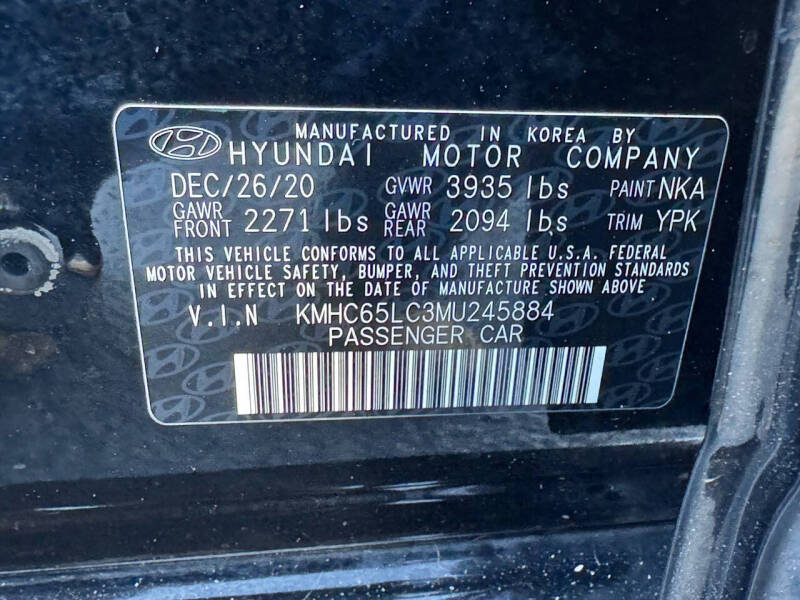 MANUFACTURED IN KOREA BY
HYUNDAI MOTOR COMPANY
DEC/26/20 GVWR 3935 lbs PAINT NKA
GAWR FRONT 2271 lbs GAWR REAR 2094 lbs TRIM YPK
THIS VEHICLE CONFORMS TO ALL APPLICABLE U.S.A. FEDERAL
MOTOR VEHICLE SAFETY, BUMPER, AND THEFT PREVENTION STANDARDS
IN EFFECT ON THE DATE OF MANUFACTURE SHOWN ABOVE
V.I.N KMHC65LC3MU245884
PASSENGER CAR